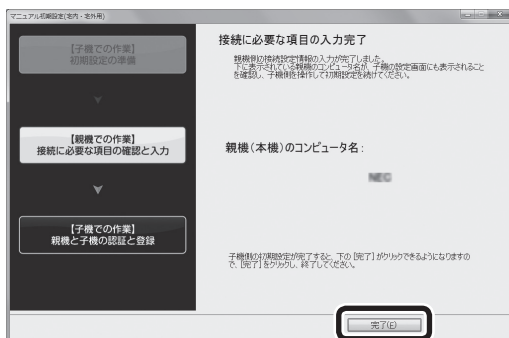 マニュアル初期設定(宅内・宅外用)
【子機での作業】
初期設定の準備
【親機での作業】
接続に必要な項目の確認と入力
【子機での作業】
親機と子機の認証と登録
接続に必要な項目の入力完了
親機側の接続設定情報の入力が完了しました。
下に表示されている親機のコンピュータ名が、子機の設定画面にも表示されること
を確認し、子機側を操作して初期設定を続けてください。
親機(本機)のコンピュータ名:
NEC
子機側の初期設定が完了すると、下の [完了] がクリックできるようになりますの
で、[完了] をクリックし、終了してください。
完了(E)